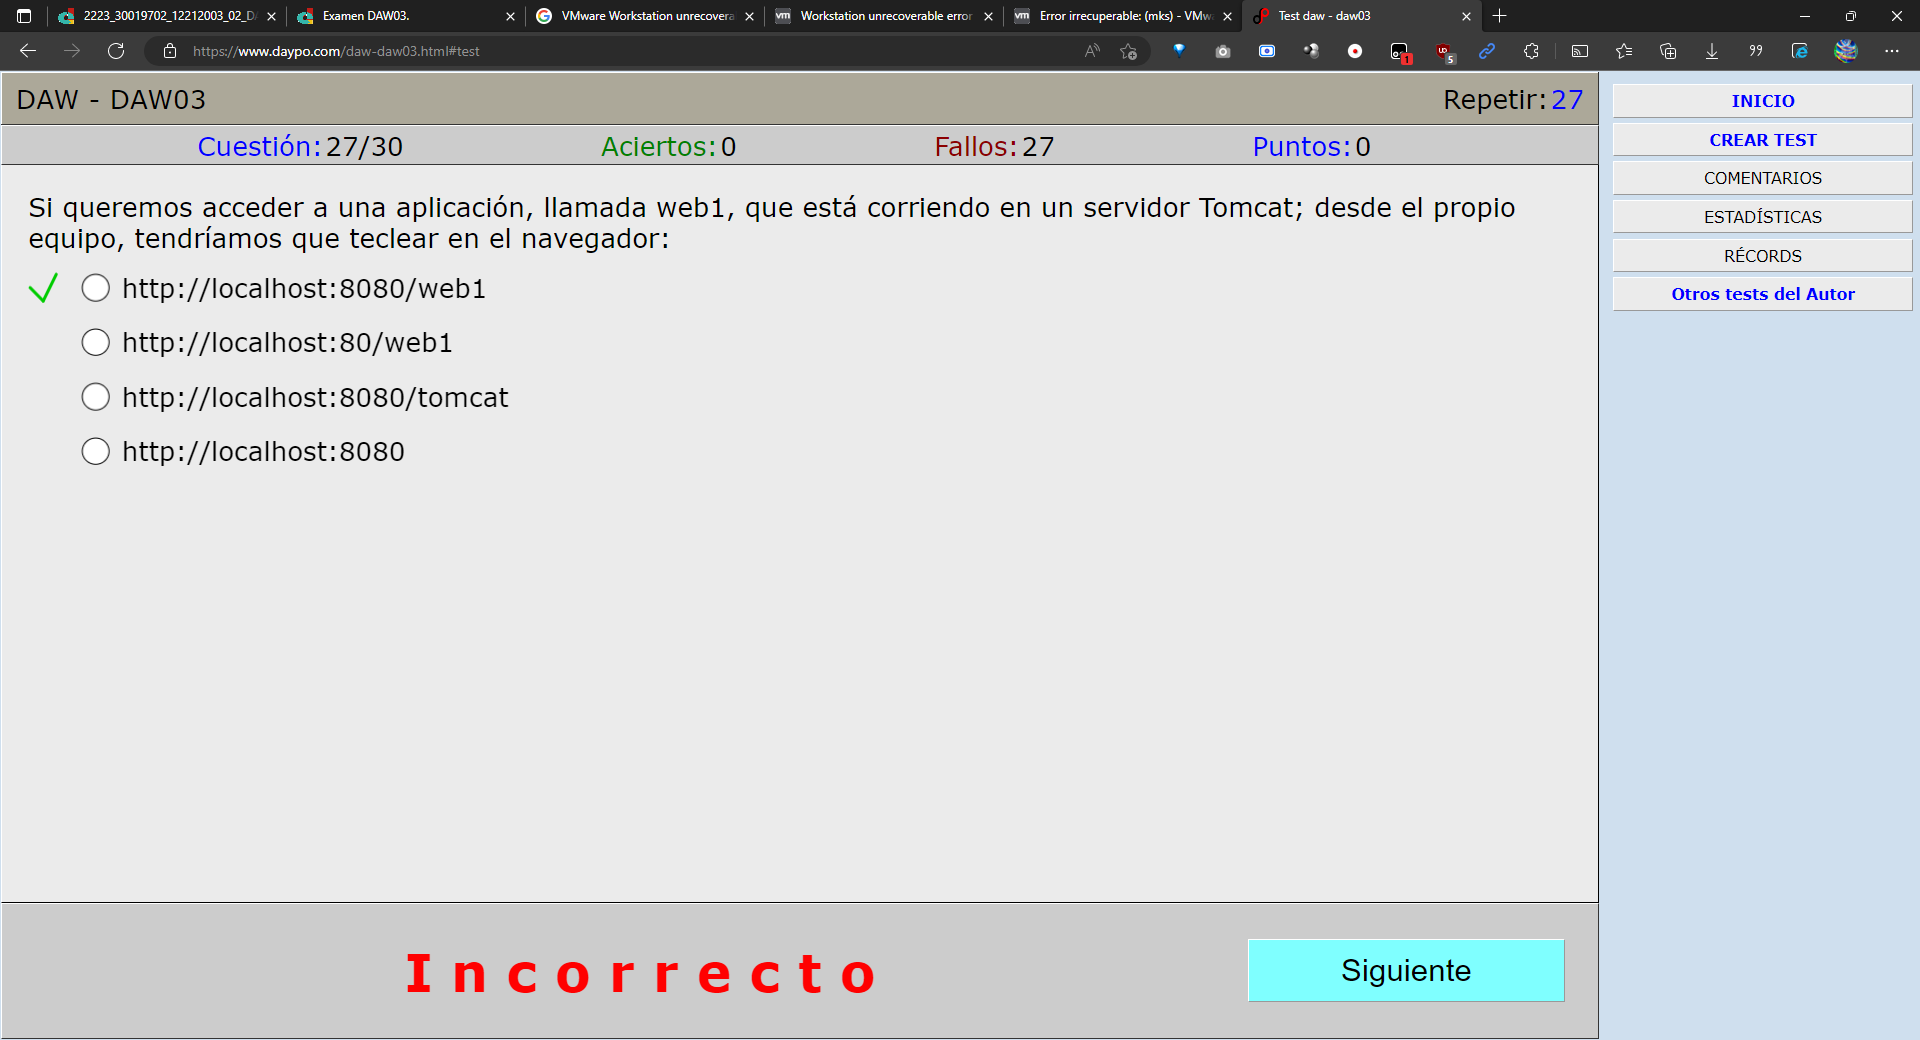 2223_30019702_12212003_02_D
Examen DAW03.
VMware Workstation unrecovera
Workstation unrecoverable error
Error irrecuperable: (mks) - VMw
Test daw - daw03
https://www.daypo.com/daw-daw03.html#test
DAW - DAW03
Repetir:27
Cuestión:27/30
Aciertos:0
Fallos:27
Puntos:0
Si queremos acceder a una aplicación, llamada web1, que está corriendo en un servidor Tomcat; desde el propio
equipo, tendríamos que teclear en el navegador:
http://localhost:8080/web1
http://localhost:80/web1
http://localhost:8080/tomcat
http://localhost:8080
Incorrecto
Siguiente
INICIO
CREAR TEST
COMENTARIOS
ESTADÍSTICAS
RÉCORDS
Otros tests del Autor